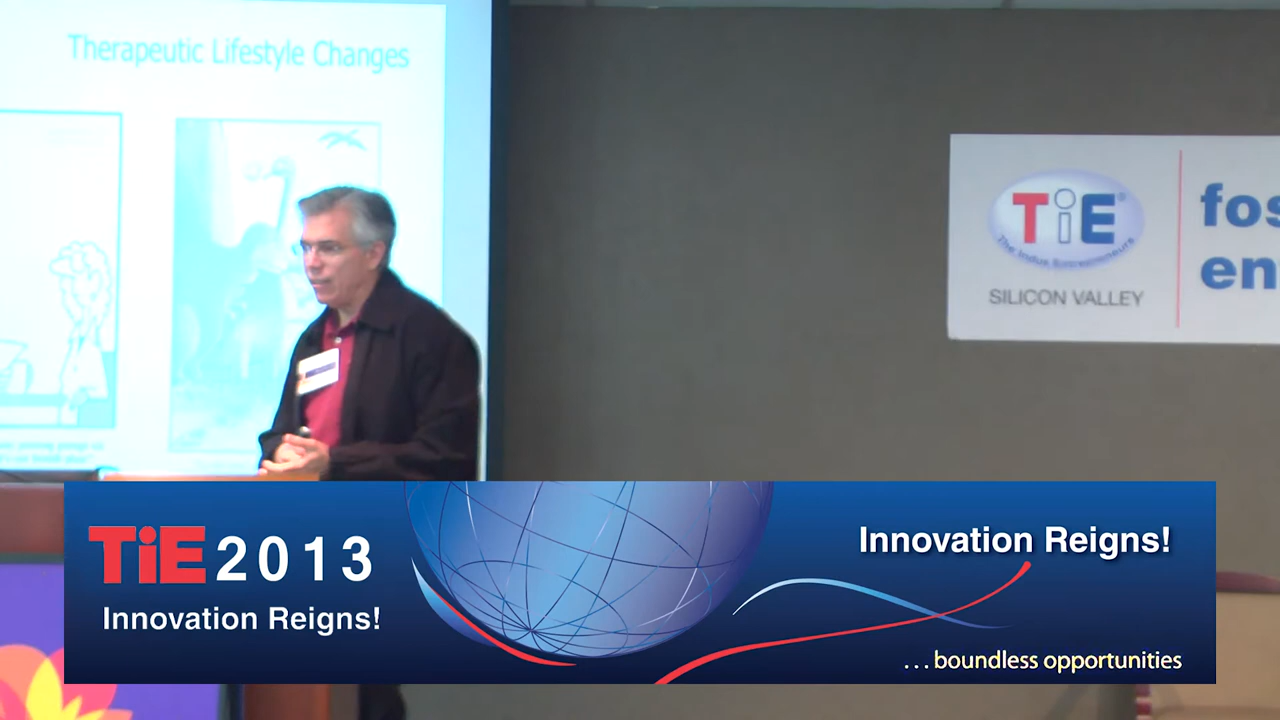 Therapeutic Lifestyle Changes
TiE®
The Indus Entrepreneurs
SILICON VALLEY
fos
en
TiE 2013
Innovation Reigns!
Innovation Reigns!
...boundless opportunities